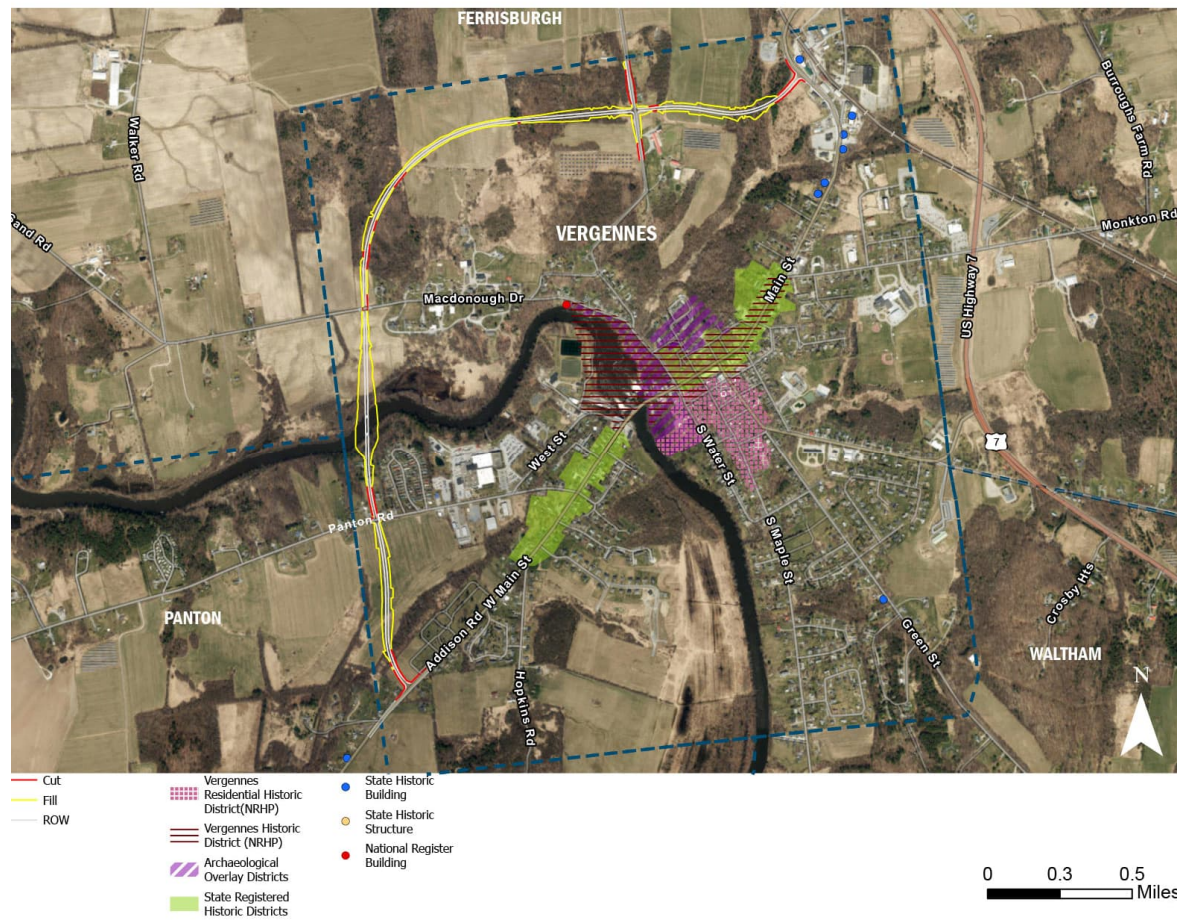 FERRISBURGH
Walker Rd
Burroughs Farm Rd
Sand Rd
Monkton Rd
VERGENNES
Main St
Macdonough Dr
US Highway 7
7
West St
S Water St
Panton Rd
S Maple St
Addison Rd
W Main St
Crosby Hts
PANTON
Green St
WALTHAM
Hopkins Rd
N
Cut
Fill
ROW
Vergennes
Residential Historic
District(NRHP)
Vergennes Historic
District (NRHP)
Archaeological
Overlay Districts
State Registered
Historic Districts
State Historic
Building
State Historic
Structure
National Register
Building
0 0.3 0.5
Miles